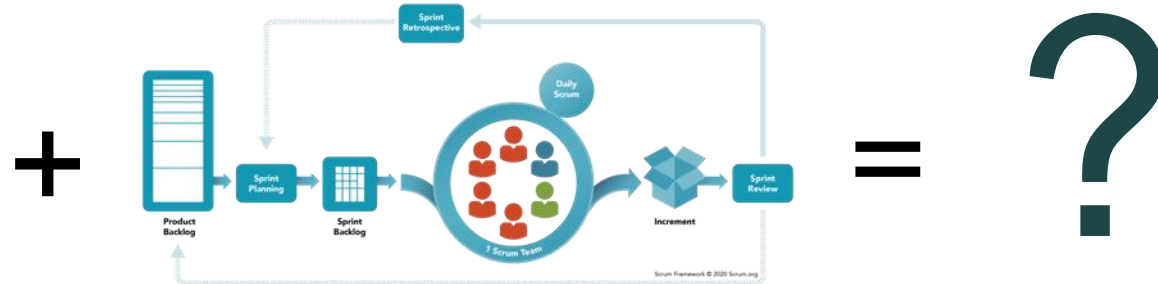 +
Sprint
Retrospective
Daily
Scrum
Sprint
Planning
Product
Backlog
Sprint
Backlog
1 Scrum Team
Increment
Sprint
Review
Scrum Framework © 2020 Scrum.org
=
?